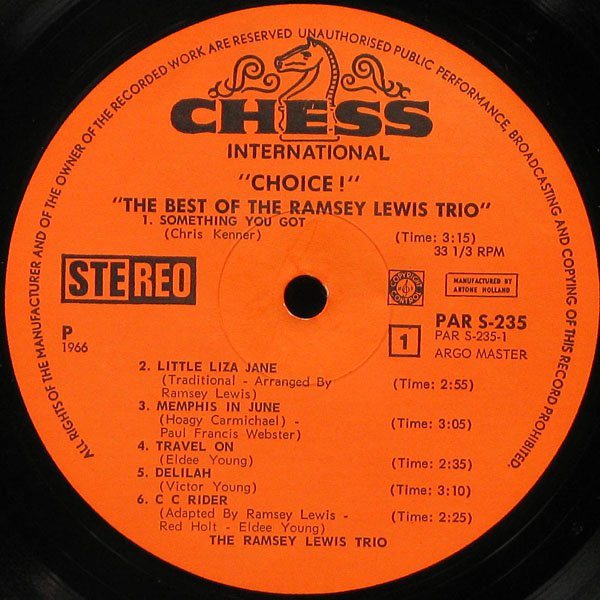 ALL RIGHTS OF THE MANUFACTURER AND OF THE OWNER OF THE RECORDED WORK ARE RESERVED UNAUTHORISED PUBLIC PERFORMANCE, BROADCASTING AND COPYING OF THIS RECORD PROHIBITED.
CHESS
INTERNATIONAL
"CHOICE!"
"THE BEST OF THE RAMSEY LEWIS TRIO"
1. SOMETHING YOU GOT
(Chris Kenner) (Time: 3:15)
33 1/3 RPM
STEREO
COPYRIGHT CONTROL
MANUFACTURED BY
ARTONE HOLLAND
P
1966
1
PAR S-235
PAR S-235-1
ARGO MASTER
2. LITTLE LIZA JANE
(Traditional - Arranged By (Time: 2:55)
Ramsey Lewis)
3. MEMPHIS IN JUNE
(Hoagy Carmichael) - (Time: 3:05)
Paul Francis Webster)
4. TRAVEL ON
(Eldee Young) (Time: 2:35)
5. DELILAH
(Victor Young) (Time: 3:10)
6. C C RIDER
(Adapted By Ramsey Lewis - (Time: 2:25)
Red Holt - Eldee Young)
THE RAMSEY LEWIS TRIO